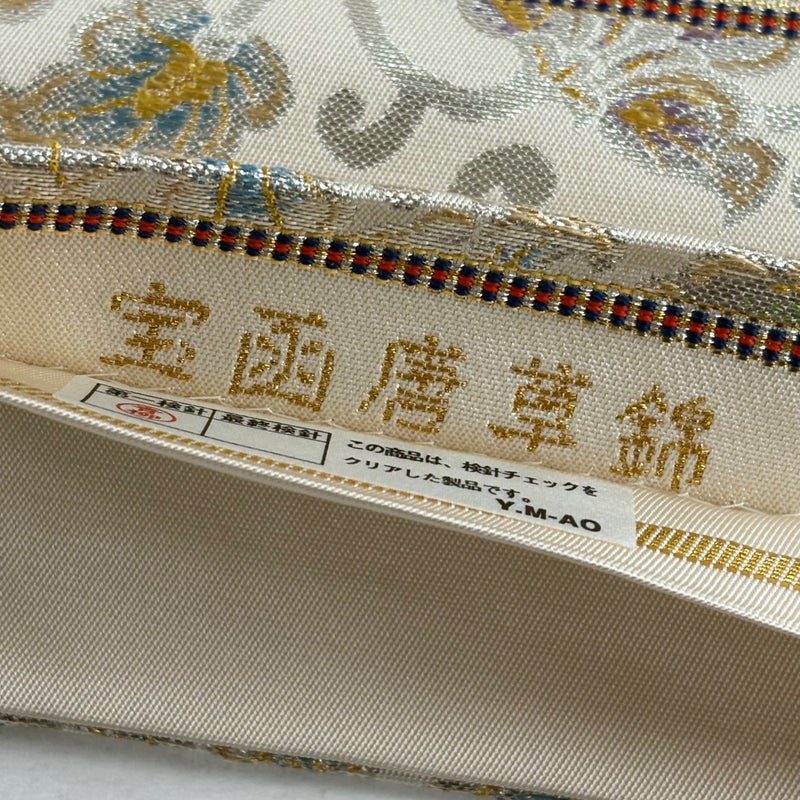 宝函唐草錦
第一検針 最終検針
この商品は、検針チェックを
クリアした製品です。
Y.M-AO